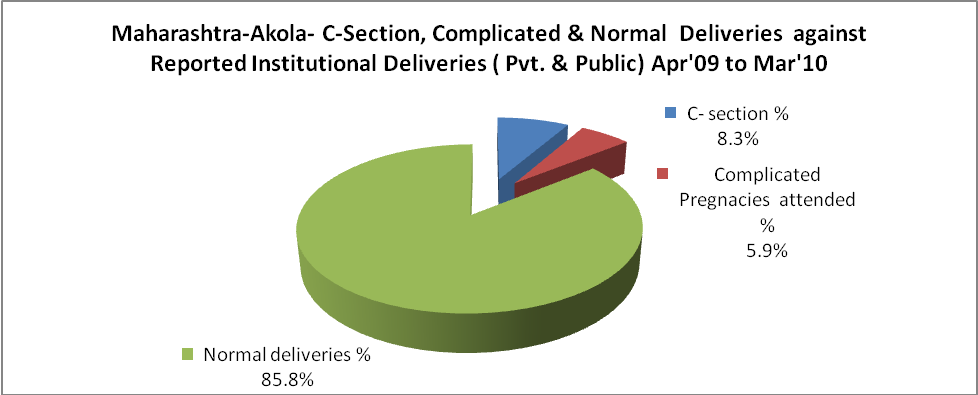 Maharashtra-Akola- C-Section, Complicated & Normal Deliveries against
Reported Institutional Deliveries ( Pvt. & Public) Apr'09 to Mar'10
C- section %
8.3%
Complicated
Pregnacies attended
%
5.9%
Normal deliveries %
85.8%